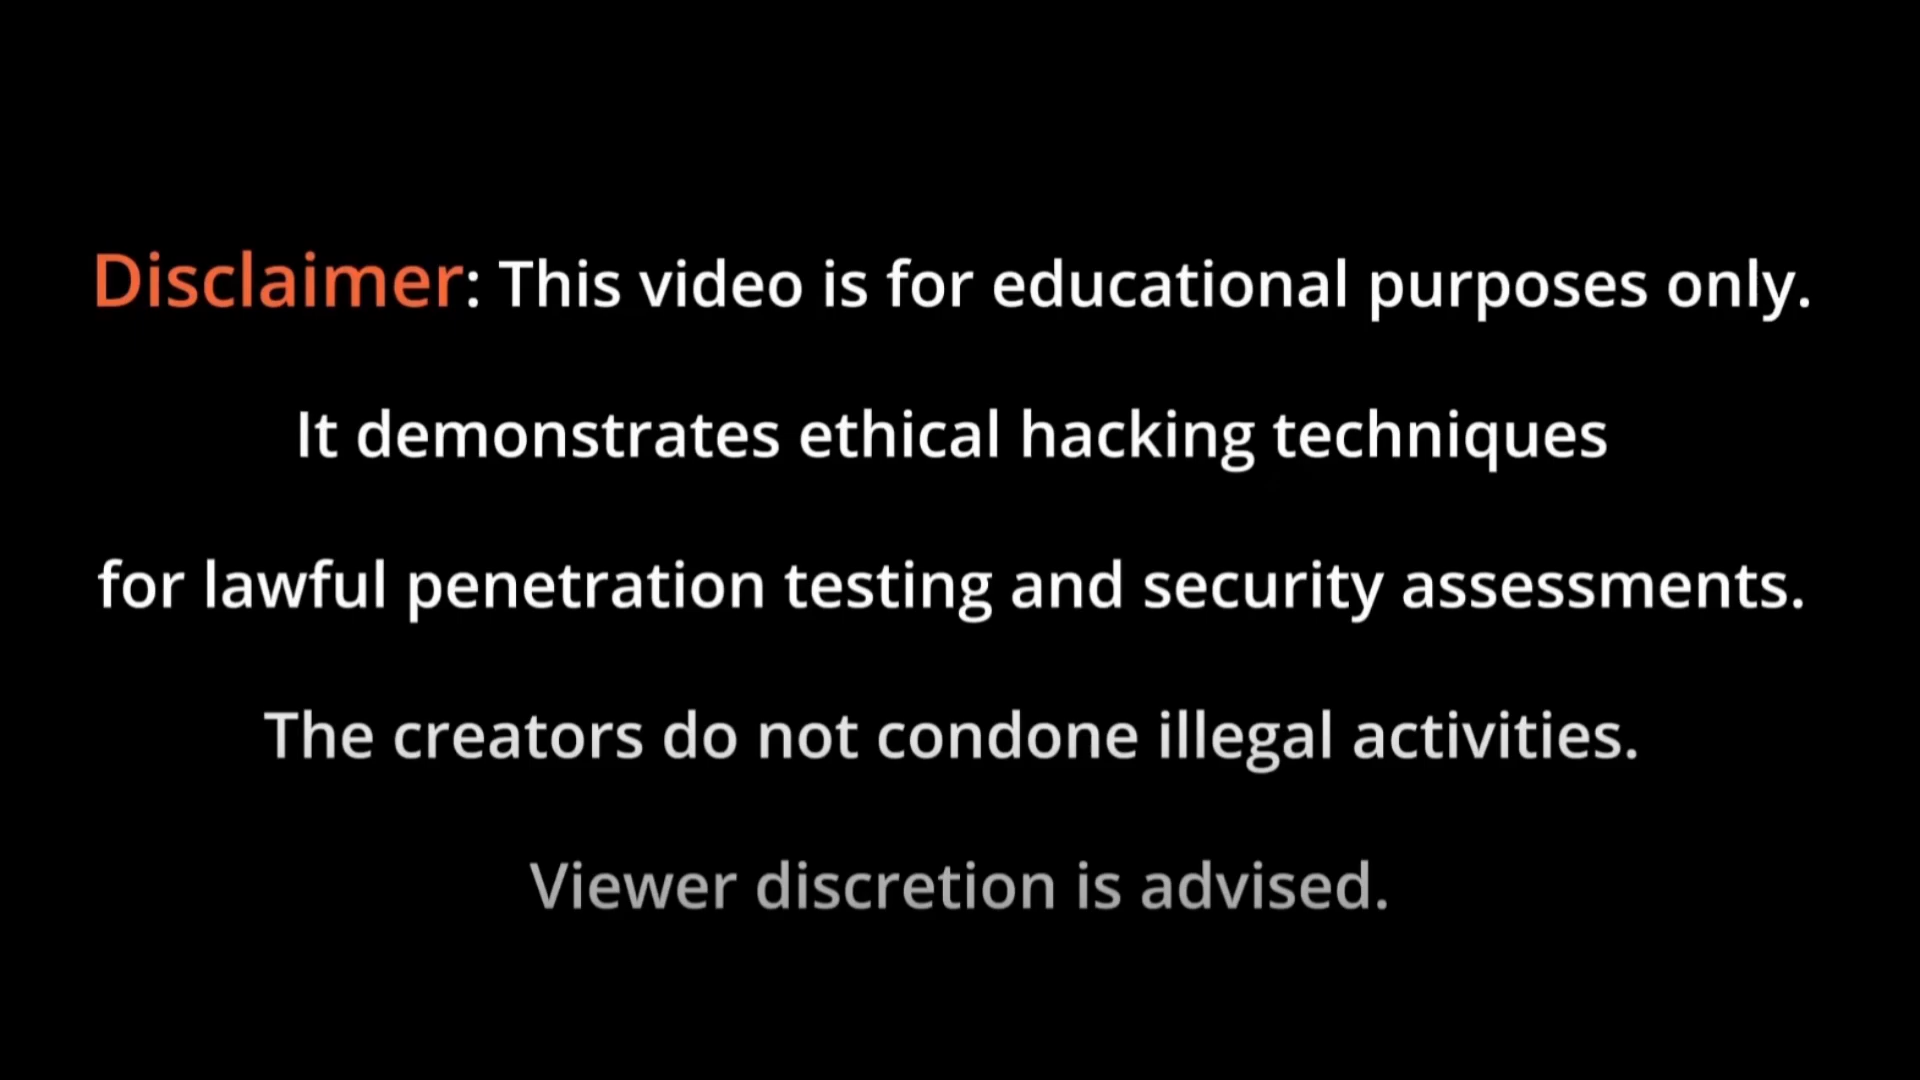 Disclaimer: This video is for educational purposes only.
It demonstrates ethical hacking techniques
for lawful penetration testing and security assessments.
The creators do not condone illegal activities.
Viewer discretion is advised.